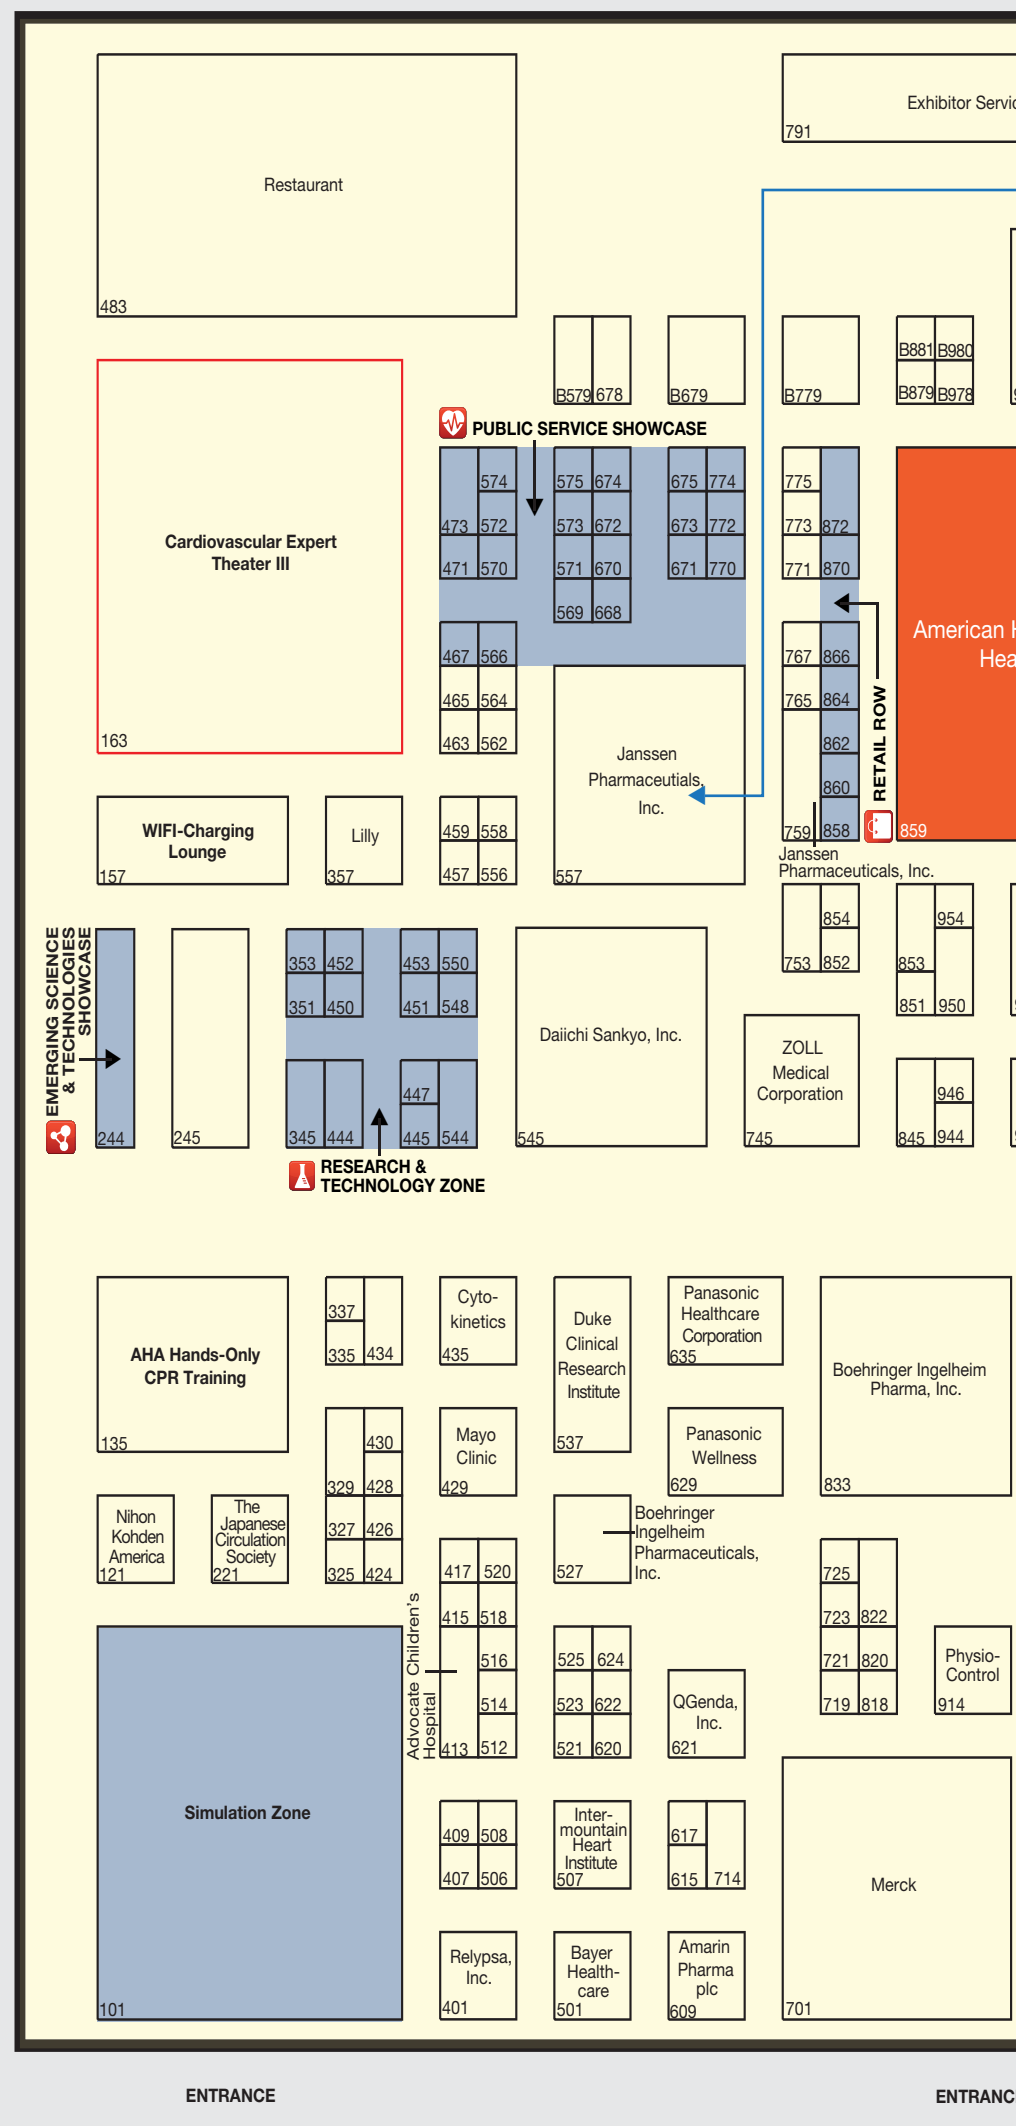 Exhibitor Servic
791
Restaurant
483
B881 B980
B879 B978
B579 678
B679
B779
PUBLIC SERVICE SHOWCASE
Cardiovascular Expert
Theater III
163
574
473 572
471 570
575 674
573 672
571 670
569 668
675 774
673 772
671 770
775
773 872
771 870
467 566
465 564
463 562
767 866
765 864
862
860
759 858
RETAIL ROW
American H
Hea
859
Janssen
Pharmaceutials,
Inc.
557
Janssen
Pharmaceuticals, Inc.
WIFI-Charging
Lounge
157
Lilly
357
459 558
457 556
854
753 852
954
853
851 950
EMERGING SCIENCE
& TECHNOLOGIES
SHOWCASE
244
245
353 452
351 450
453 550
451 548
345 444
447
445 544
RESEARCH &
TECHNOLOGY ZONE
Daiichi Sankyo, Inc.
545
ZOLL
Medical
Corporation
745
946
845 944
AHA Hands-Only
CPR Training
135
337
335 434
Cyto-
kinetics
435
Duke
Clinical
Research
Institute
537
Panasonic
Healthcare
Corporation
635
Boehringer Ingelheim
Pharma, Inc.
833
430
329 428
327 426
325 424
Mayo
Clinic
429
Panasonic
Wellness
629
Nihon
Kohden
America
121
The
Japanese
Circulation
Society
221
527
Boehringer
Ingelheim
Pharmaceuticals,
Inc.
417 520
415 518
516
514
413 512
Advocate Children's
Hospital
525 624
523 622
521 620
QGenda,
Inc.
621
725
723 822
721 820
719 818
Physio-
Control
914
Simulation Zone
101
409 508
407 506
Inter-
mountain
Heart
Institute
507
617
615 714
Merck
701
Relypsa,
Inc.
401
Bayer
Health-
care
501
Amarin
Pharma
plc
609
ENTRANCE
ENTRANC